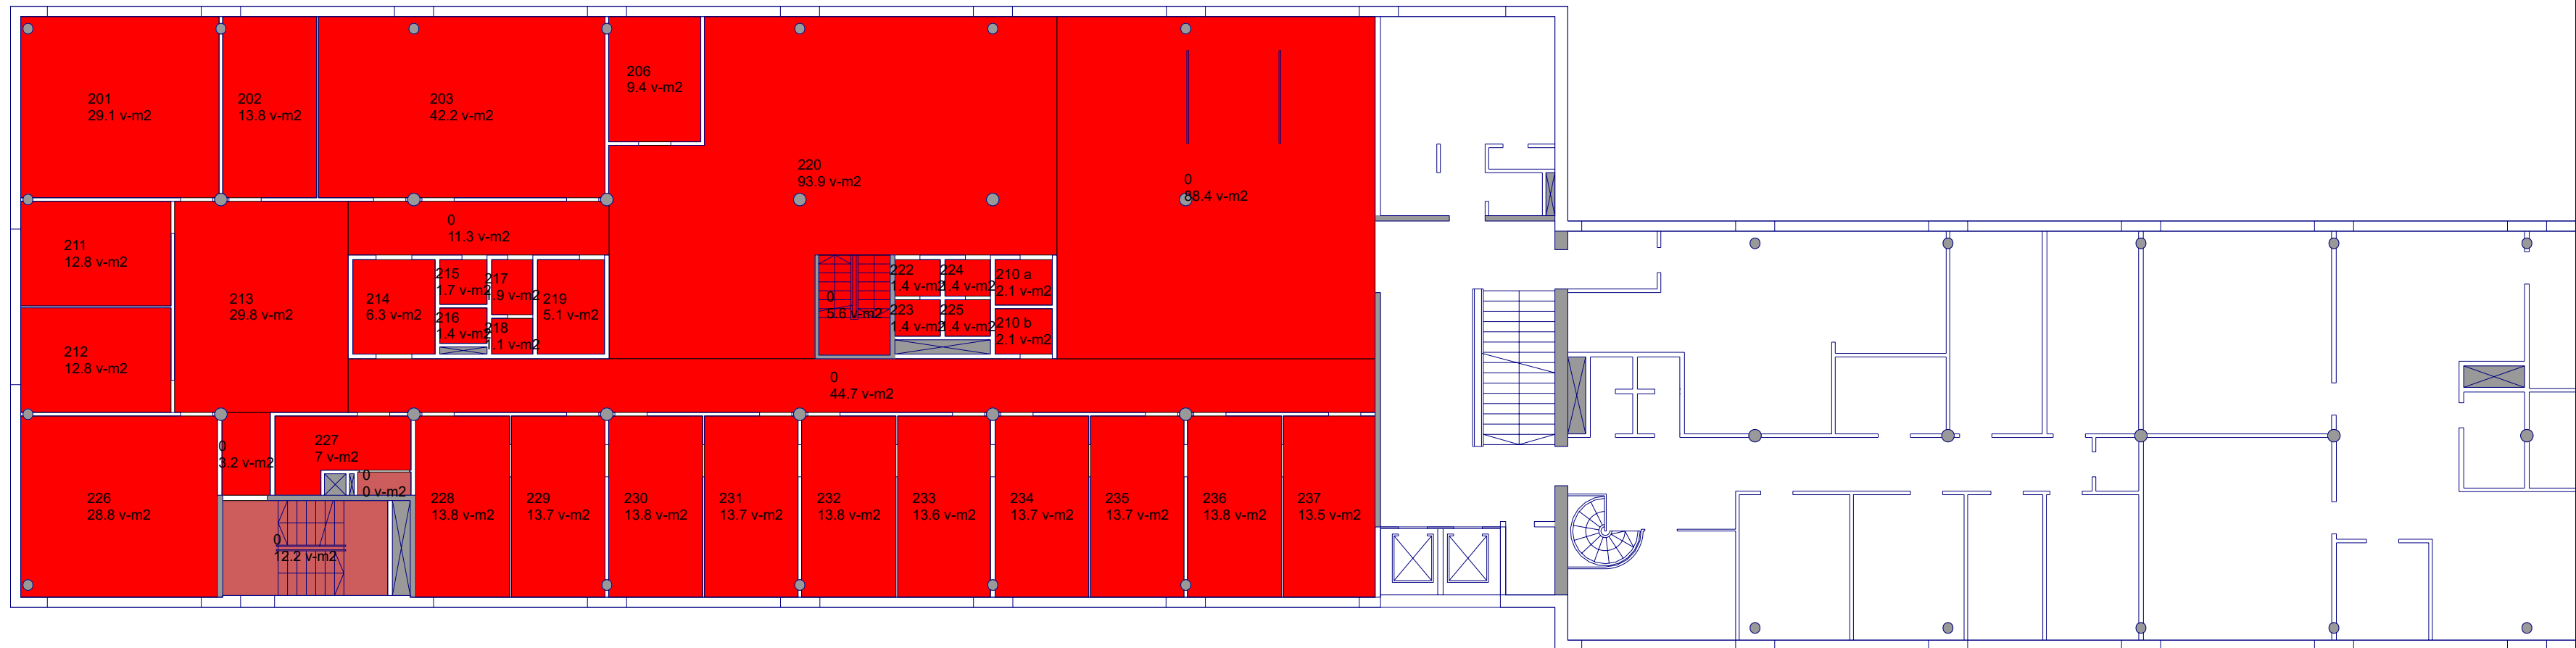 201
29.1 v-m2
202
13.8 v-m2
203
42.2 v-m2
206
9.4 v-m2
220
93.9 v-m2
0
88.4 v-m2
0
11.3 v-m2
211
12.8 v-m2
212
12.8 v-m2
213
29.8 v-m2
214
6.3 v-m2
215
1.7 v-m2
216
1.4 v-m2
217
1.9 v-m2
218
1.1 v-m2
219
5.1 v-m2
0
5.6 v-m2
222
1.4 v-m2
223
1.4 v-m2
224
1.4 v-m2
225
1.4 v-m2
210 a
2.1 v-m2
210 b
2.1 v-m2
0
44.7 v-m2
226
28.8 v-m2
0
3.2 v-m2
227
7 v-m2
0
0 v-m2
0
12.2 v-m2
228
13.8 v-m2
229
13.7 v-m2
230
13.8 v-m2
231
13.7 v-m2
232
13.8 v-m2
233
13.6 v-m2
234
13.7 v-m2
235
13.7 v-m2
236
13.8 v-m2
237
13.5 v-m2